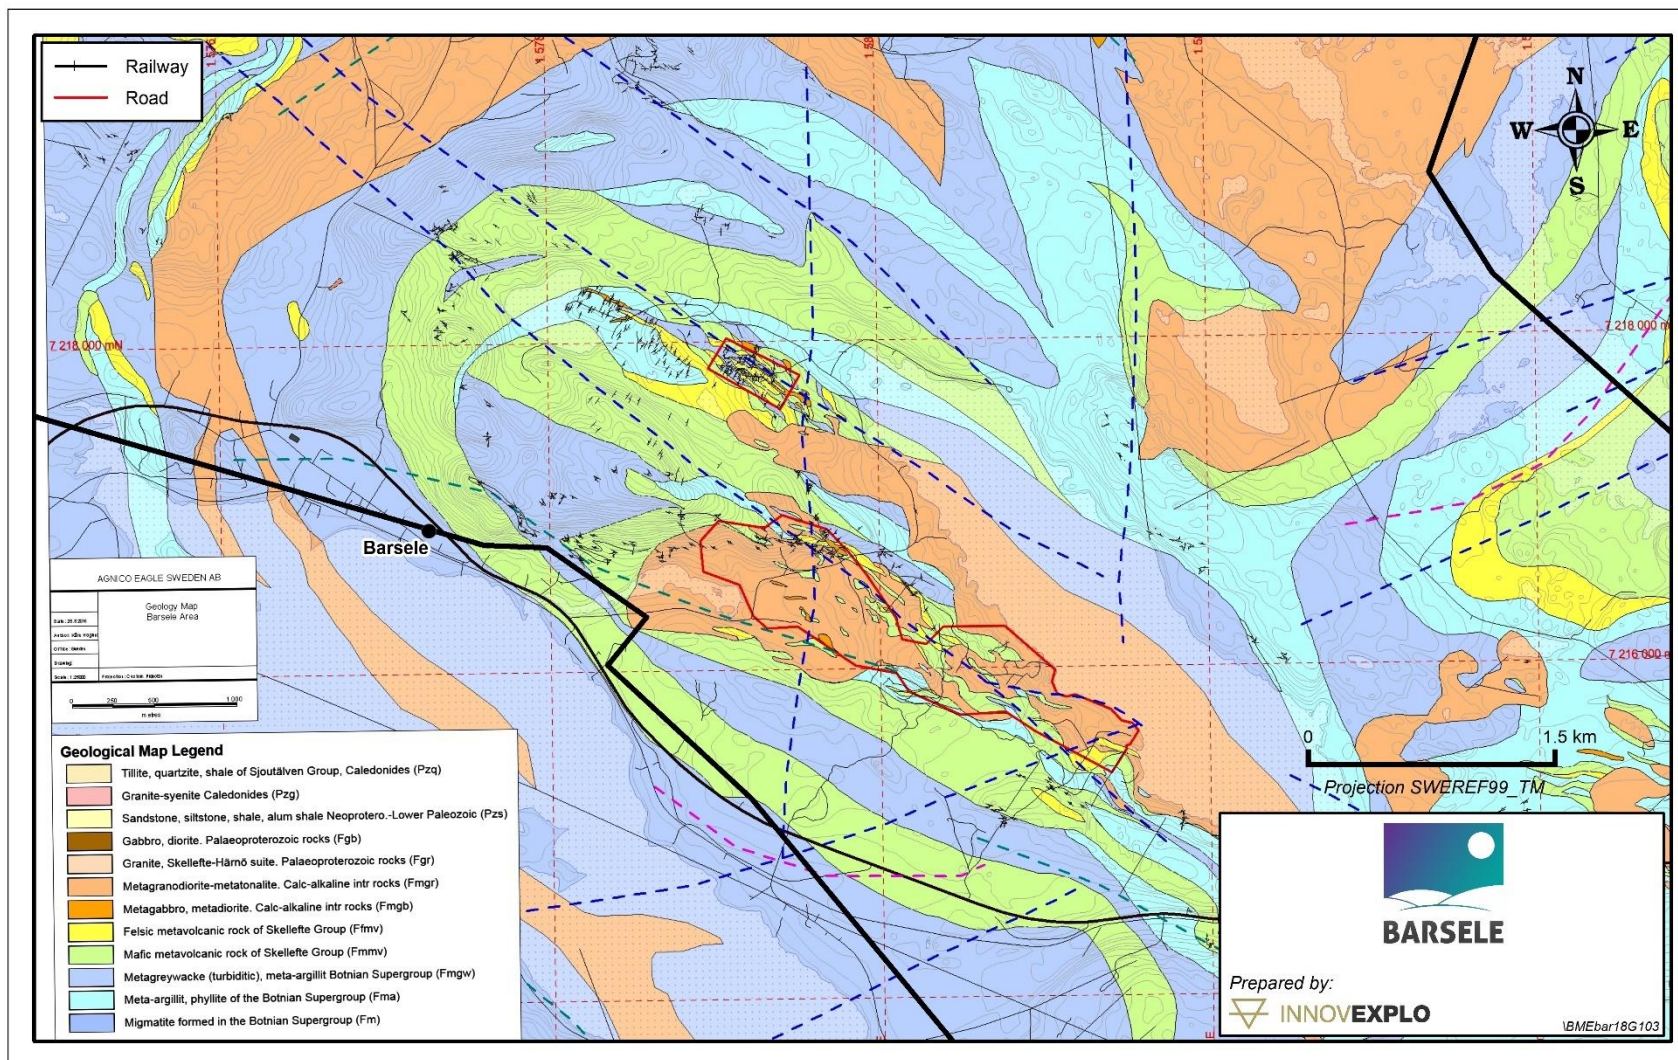 Railway
Road
N
W
E
S
7 218 000 mN
7 218 000 m
Barsele
AGNICO EAGLE SWEDEN AB
Geology Map
Barsele Area
0 250 500 1 000
metres
7 216 000 m
0 1.5 km
Projection SWEREF99_TM
Geological Map Legend
Tillite, quartzite, shale of Sjoutälven Group, Caledonides (Pzq)
Granite-syenite Caledonides (Pzg)
Sandstone, siltstone, shale, alum shale Neoprotero.-Lower Paleozoic (Pzs)
Gabbro, diorite. Palaeoproterozoic rocks (Fgb)
Granite, Skellefte-Härnö suite. Palaeoproterozoic rocks (Fgr)
Metagranodiorite-metatonalite. Calc-alkaline intr rocks (Fmgr)
Metagabbro, metadiorite. Calc-alkaline intr rocks (Fmgb)
Felsic metavolcanic rock of Skellefte Group (Ffmv)
Mafic metavolcanic rock of Skellefte Group (Fmmv)
Metagreywacke (turbiditic), meta-argillit Botnian Supergroup (Fmgw)
Meta-argillit, phyllite of the Botnian Supergroup (Fma)
Migmatite formed in the Botnian Supergroup (Fm)
BARSELE
Prepared by:
INNOVEXPLO
\BMEbar18G103